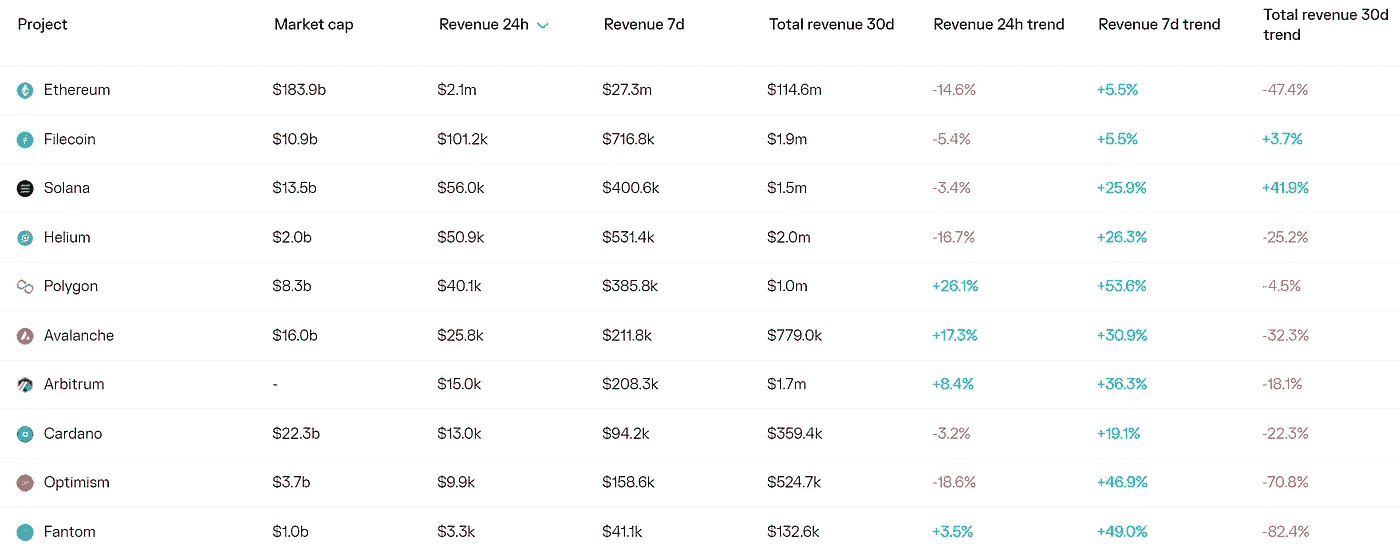 Project Market cap Revenue 24h Revenue 7d Total revenue 30d Revenue 24h trend Revenue 7d trend Total revenue 30d
trend
Ethereum $183.9b $2.1m $27.3m $114.6m -14.6% +5.5% -47.4%
Filecoin $10.9b $101.2k $716.8k $1.9m -5.4% +5.5% +3.7%
Solana $13.5b $56.0k $400.6k $1.5m -3.4% +25.9% +41.9%
Helium $2.0b $50.9k $531.4k $2.0m -16.7% +26.3% -25.2%
Polygon $8.3b $40.1k $385.8k $1.0m +26.1% +53.6% -4.5%
Avalanche $16.0b $25.8k $211.8k $779.0k +17.3% +30.9% -32.3%
Arbitrum - $15.0k $208.3k $1.7m +8.4% +36.3% -18.1%
Cardano $22.3b $13.0k $94.2k $359.4k -3.2% +19.1% -22.3%
Optimism $3.7b $9.9k $158.6k $524.7k -18.6% +46.9% -70.8%
Fantom $1.0b $3.3k $41.1k $132.6k +3.5% +49.0% -82.4%